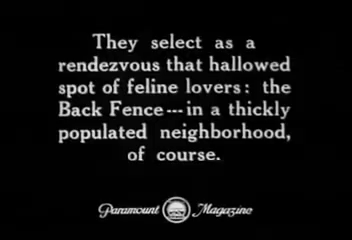 They select as a
rendezvous that hallowed
spot of feline lovers: the
Back Fence---in a thickly
populated neighborhood,
of course.
Paramount Magazine